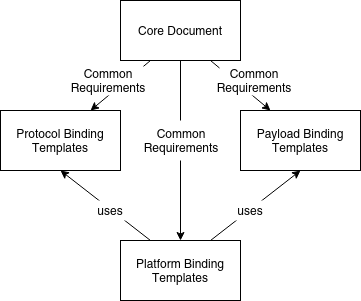 Core Document
Common
Requirements
Common
Requirements
Protocol Binding
Templates
Common
Requirements
Payload Binding
Templates
uses
uses
Platform Binding
Templates